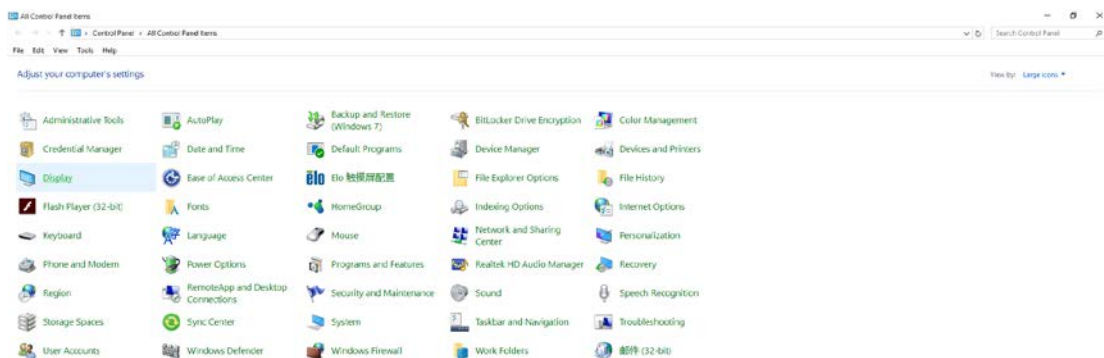 All Control Panel Items
Control Panel › All Control Panel Items
Search Control Panel
File Edit View Tools Help
Adjust your computer's settings
View by: Large icons
Administrative Tools
AutoPlay
Backup and Restore
(Windows 7)
BitLocker Drive Encryption
Color Management
Credential Manager
Date and Time
Default Programs
Device Manager
Devices and Printers
Display
Ease of Access Center
elo
Elo 触摸屏配置
File Explorer Options
File History
Flash Player (32-bit)
Fonts
HomeGroup
Indexing Options
Internet Options
Keyboard
Language
Mouse
Network and Sharing
Center
Personalization
Phone and Modem
Power Options
Programs and Features
Realtek HD Audio Manager
Recovery
Region
RemoteApp and Desktop
Connections
Security and Maintenance
Sound
Speech Recognition
Storage Spaces
Sync Center
System
Taskbar and Navigation
Troubleshooting
User Accounts
Windows Defender
Windows Firewall
Work Folders
邮件 (32-bit)